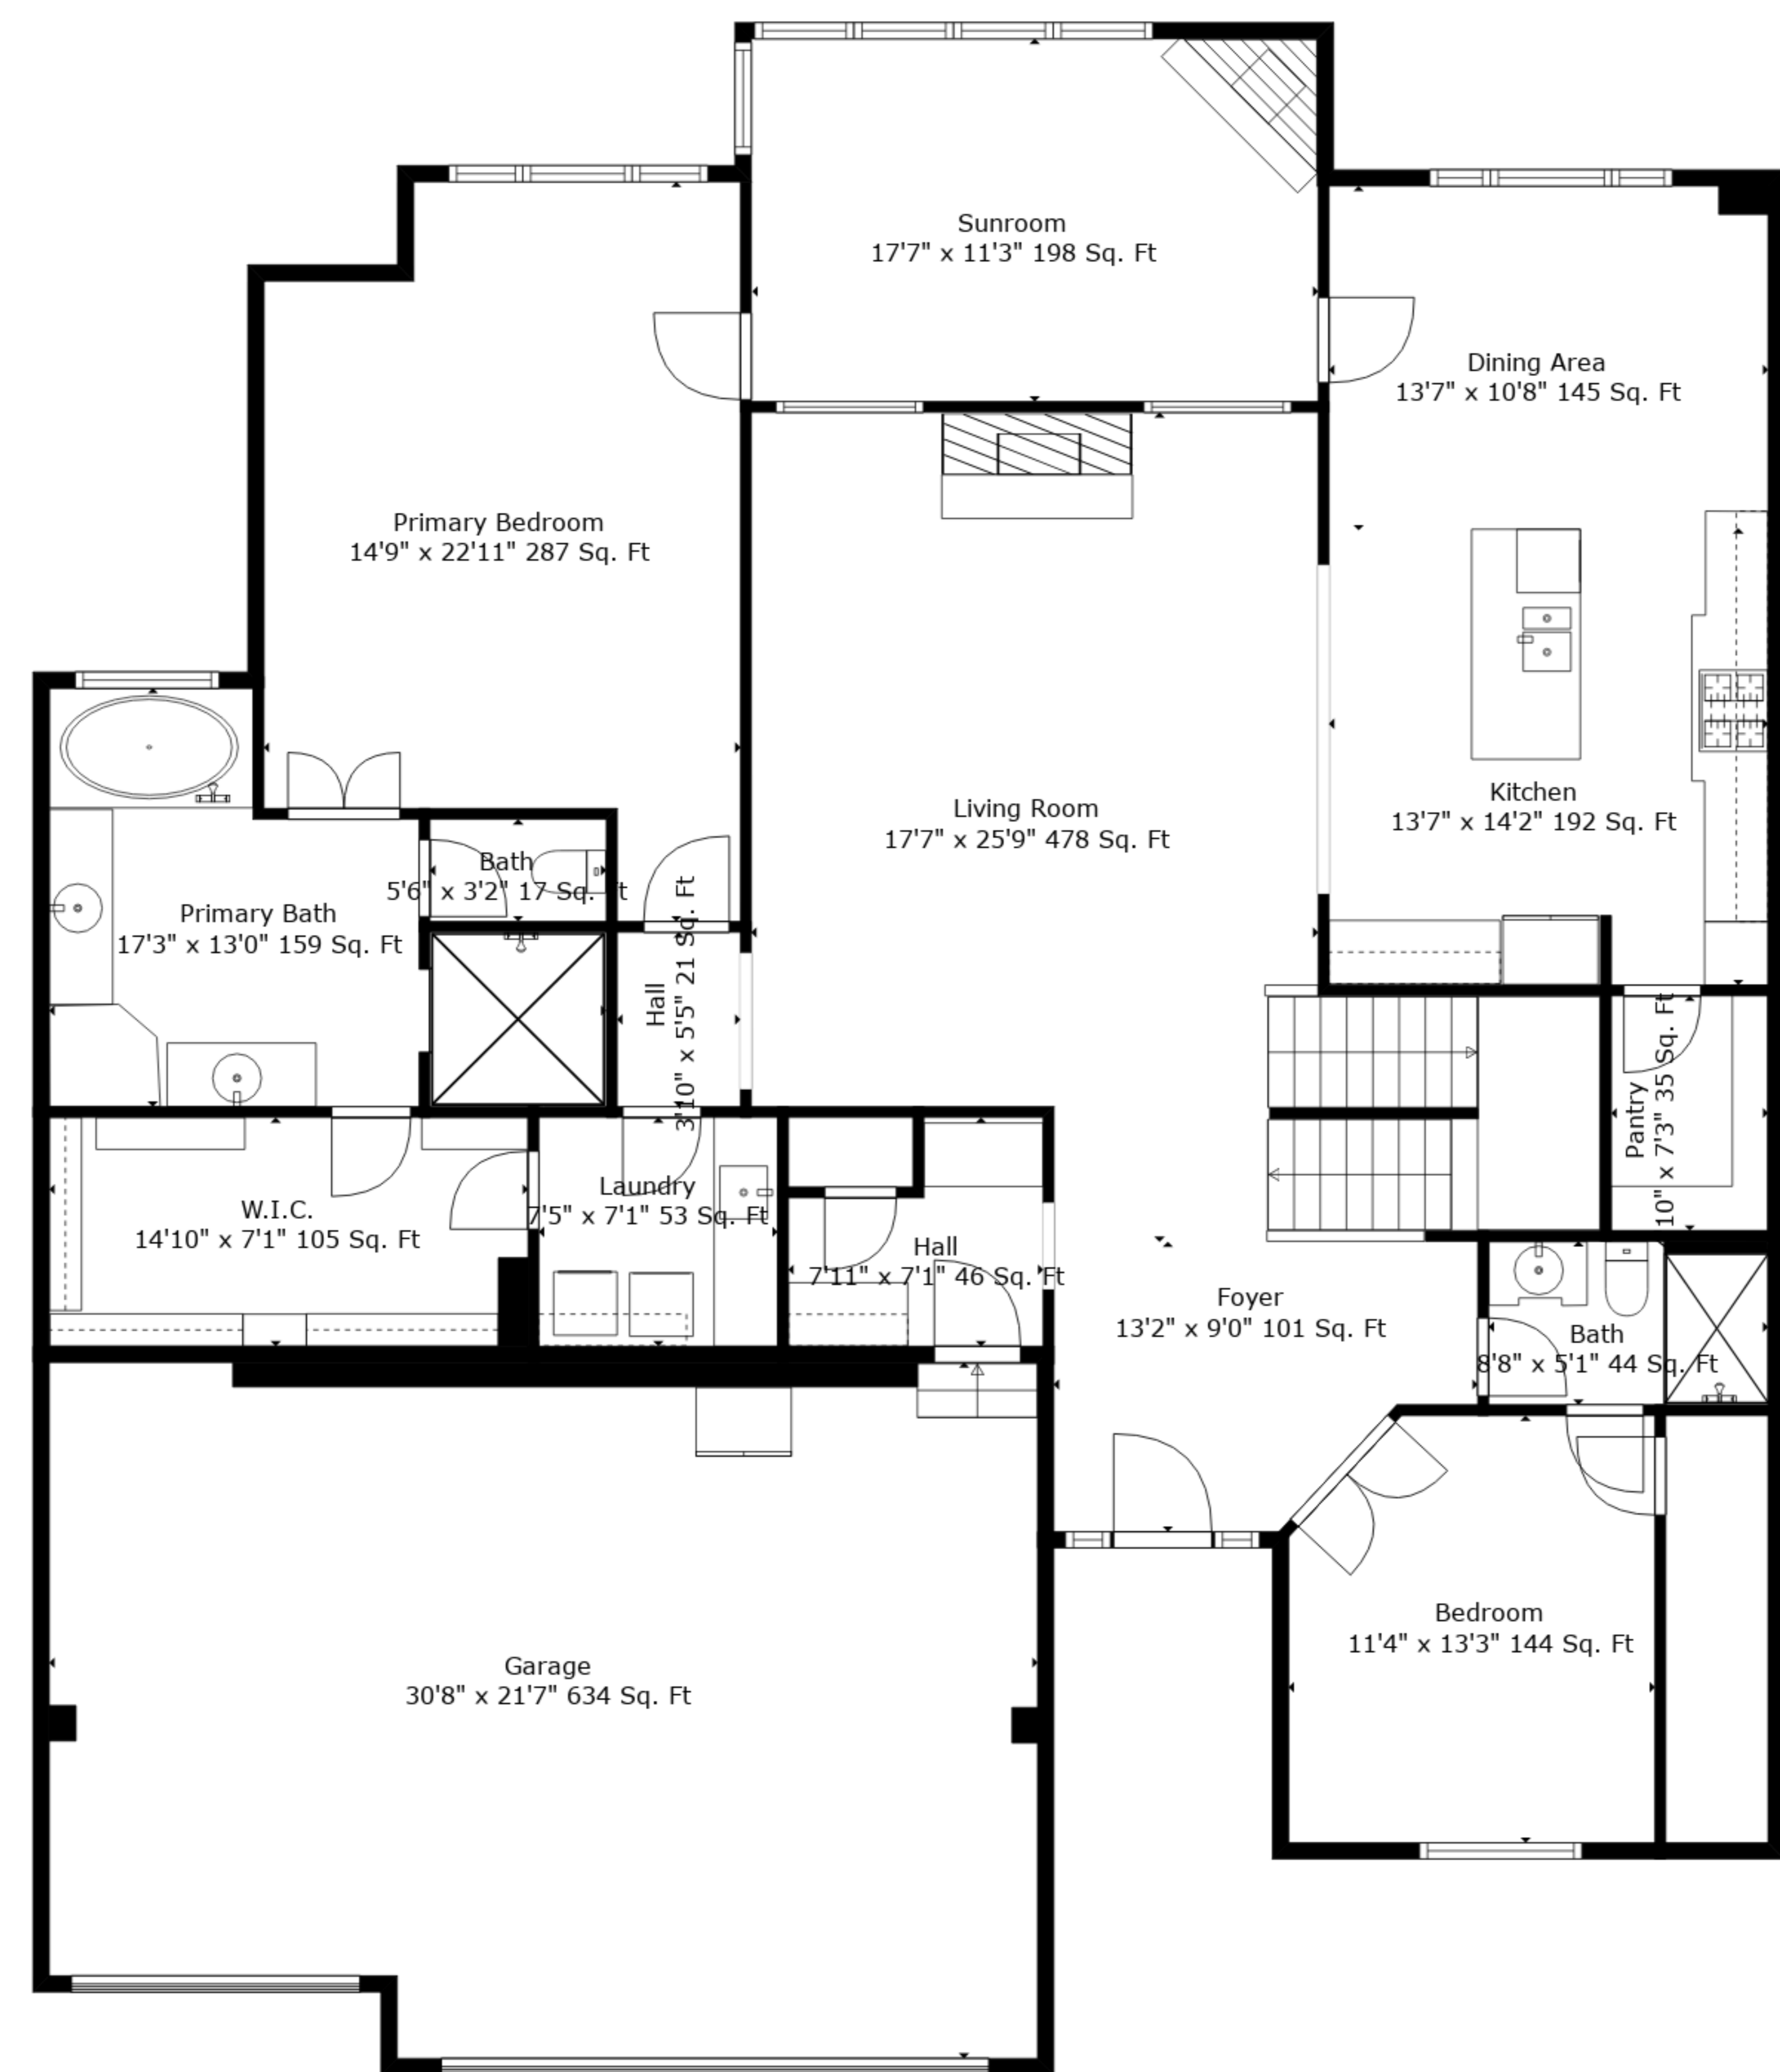 Sunroom
17'7" x 11'3" 198 Sq. Ft
Dining Area
13'7" x 10'8" 145 Sq. Ft
Primary Bedroom
14'9" x 22'11" 287 Sq. Ft
Living Room
17'7" x 25'9" 478 Sq. Ft
Kitchen
13'7" x 14'2" 192 Sq. Ft
Bath
5'6" x 3'2" 17 Sq. Ft
Primary Bath
17'3" x 13'0" 159 Sq. Ft
Hall
3'10" x 5'5" 21 Sq. Ft
Pantry
10" x 7'3" 35 Sq. Ft
W.I.C.
14'10" x 7'1" 105 Sq. Ft
Laundry
7'5" x 7'1" 53 Sq. Ft
Hall
7'11" x 7'1" 46 Sq. Ft
Foyer
13'2" x 9'0" 101 Sq. Ft
Bath
8'8" x 5'1" 44 Sq. Ft
Bedroom
11'4" x 13'3" 144 Sq. Ft
Garage
30'8" x 21'7" 634 Sq. Ft